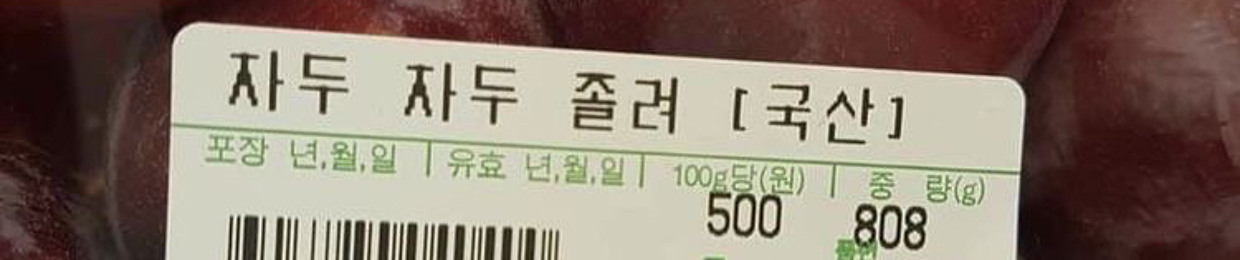 자두 자두 졸려 [국산]
포장 년,월,일 | 유효 년,월,일 | 100g당(원) | 중 량(g)
500 808